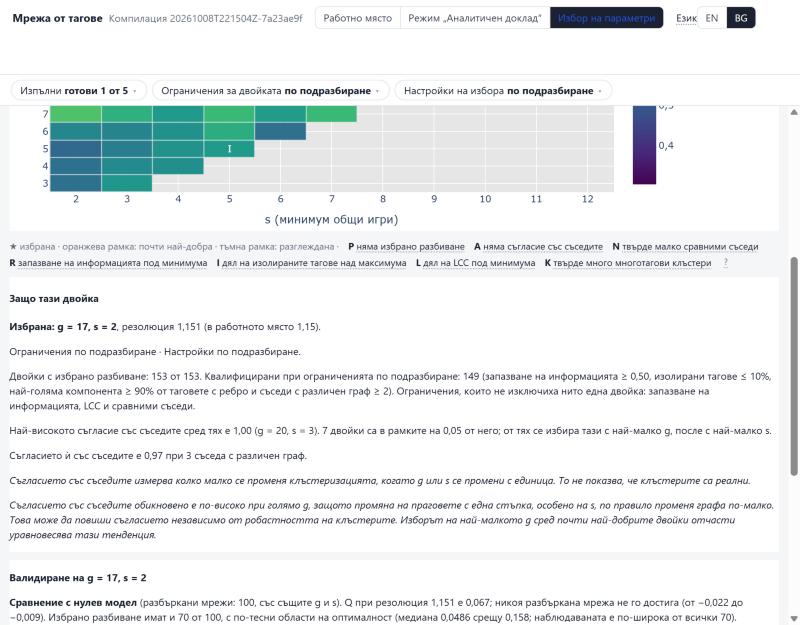 Мрежа от тагове Компилация 20261008T221504Z-7a23ae9f Работно място Режим „Аналитичен доклад“ Избор на параметри Език EN BG
Изпълни готови 1 от 5 Ограничения за двойката по подразбиране Настройки на избора по подразбиране
7
6
5 I
4
3
2 3 4 5 6 7 8 9 10 11 12
s (минимум общи игри)
0,5
0,4
★ избрана · оранжева рамка: почти най-добра · тъмна рамка: разглеждана · P няма избрано разбиване A няма съгласие със съседите N твърде малко сравними съседи
R запазване на информацията под минимума I дял на изолираните тагове над максимума L дял на LCC под минимума K твърде много многотагови клъстери ?
Защо тази двойка
Избрана: g = 17, s = 2, резолюция 1,151 (в работното място 1,15).
Ограничения по подразбиране · Настройки по подразбиране.
Двойки с избрано разбиване: 153 от 153. Квалифицирани при ограниченията по подразбиране: 149 (запазване на информацията ≥ 0,50, изолирани тагове ≤ 10%,
най-голяма компонента ≥ 90% от таговете с ребро и съседи с различен граф ≥ 2). Ограничения, които не изключиха нито една двойка: запазване на
информацията, LCC и сравними съседи.
Най-високото съгласие със съседите сред тях е 1,00 (g = 20, s = 3). 7 двойки са в рамките на 0,05 от него; от тях се избира тази с най-малко g, после с най-малко s.
Съгласието ѝ със съседите е 0,97 при 3 съседа с различен граф.
Съгласието със съседите измерва колко малко се променя клъстеризацията, когато g или s се промени с единица. То не показва, че клъстерите са реални.
Съгласието със съседите обикновено е по-високо при голямо g, защото промяна на праговете с една стъпка, особено на s, по правило променя графа по-малко.
Това може да повиши съгласието независимо от робастността на клъстерите. Изборът на най-малкото g сред почти най-добрите двойки отчасти
уравновесява тази тенденция.
Валидиране на g = 17, s = 2
Сравнение с нулев модел (разбъркани мрежи: 100, със същите g и s). Q при резолюция 1,151 е 0,067; никоя разбъркана мрежа не го достига (от −0,022 до
−0,009). Избрано разбиване имат и 70 от 100, с по-тесни области на оптималност (медиана 0,0486 срещу 0,158; наблюдаваната е по-широка от всички 70).